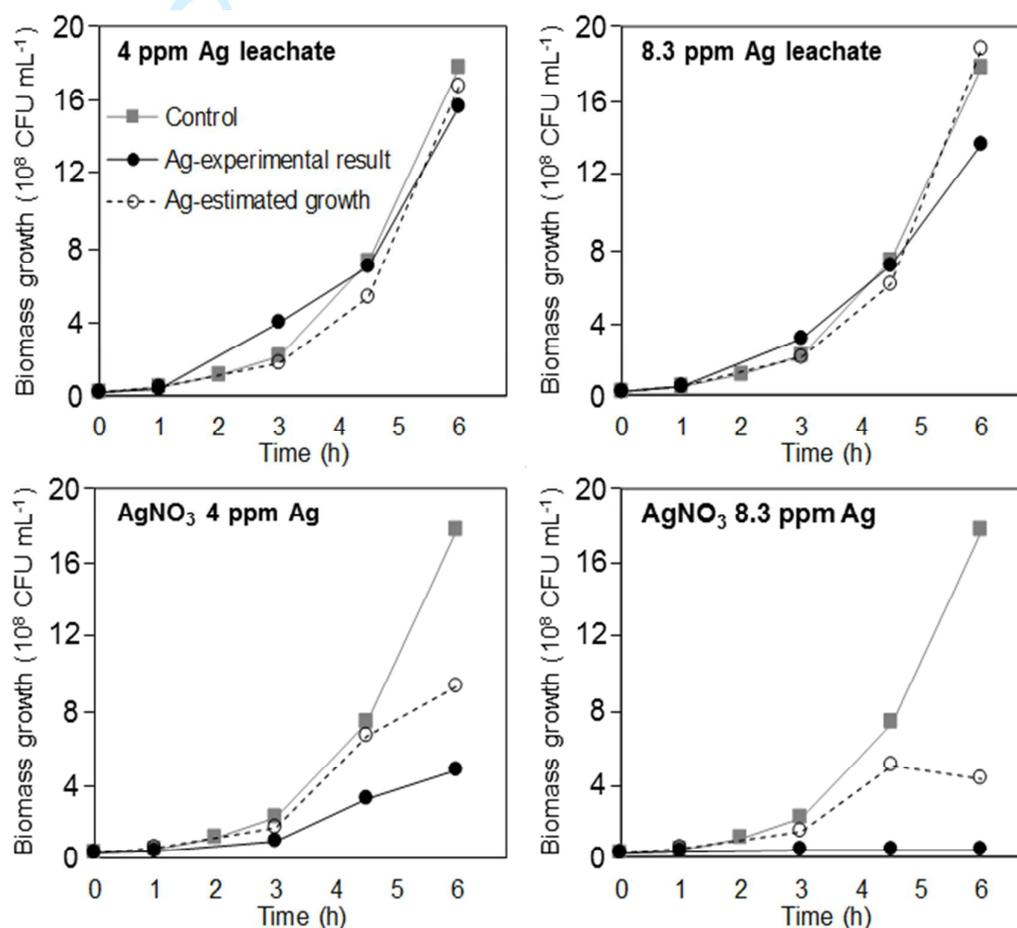 4 ppm Ag leachate
Control
Ag-experimental result
Ag-estimated growth
Biomass growth (10⁸ CFU mL⁻¹)
20
16
12
8
4
0
0 1 2 3 4 5 6
Time (h)
8.3 ppm Ag leachate
Biomass growth (10⁸ CFU mL⁻¹)
20
16
12
8
4
0
0 1 2 3 4 5 6
Time (h)
AgNO₃ 4 ppm Ag
Biomass growth (10⁸ CFU mL⁻¹)
20
16
12
8
4
0
0 1 2 3 4 5 6
Time (h)
AgNO₃ 8.3 ppm Ag
Biomass growth (10⁸ CFU mL⁻¹)
20
16
12
8
4
0
0 1 2 3 4 5 6
Time (h)